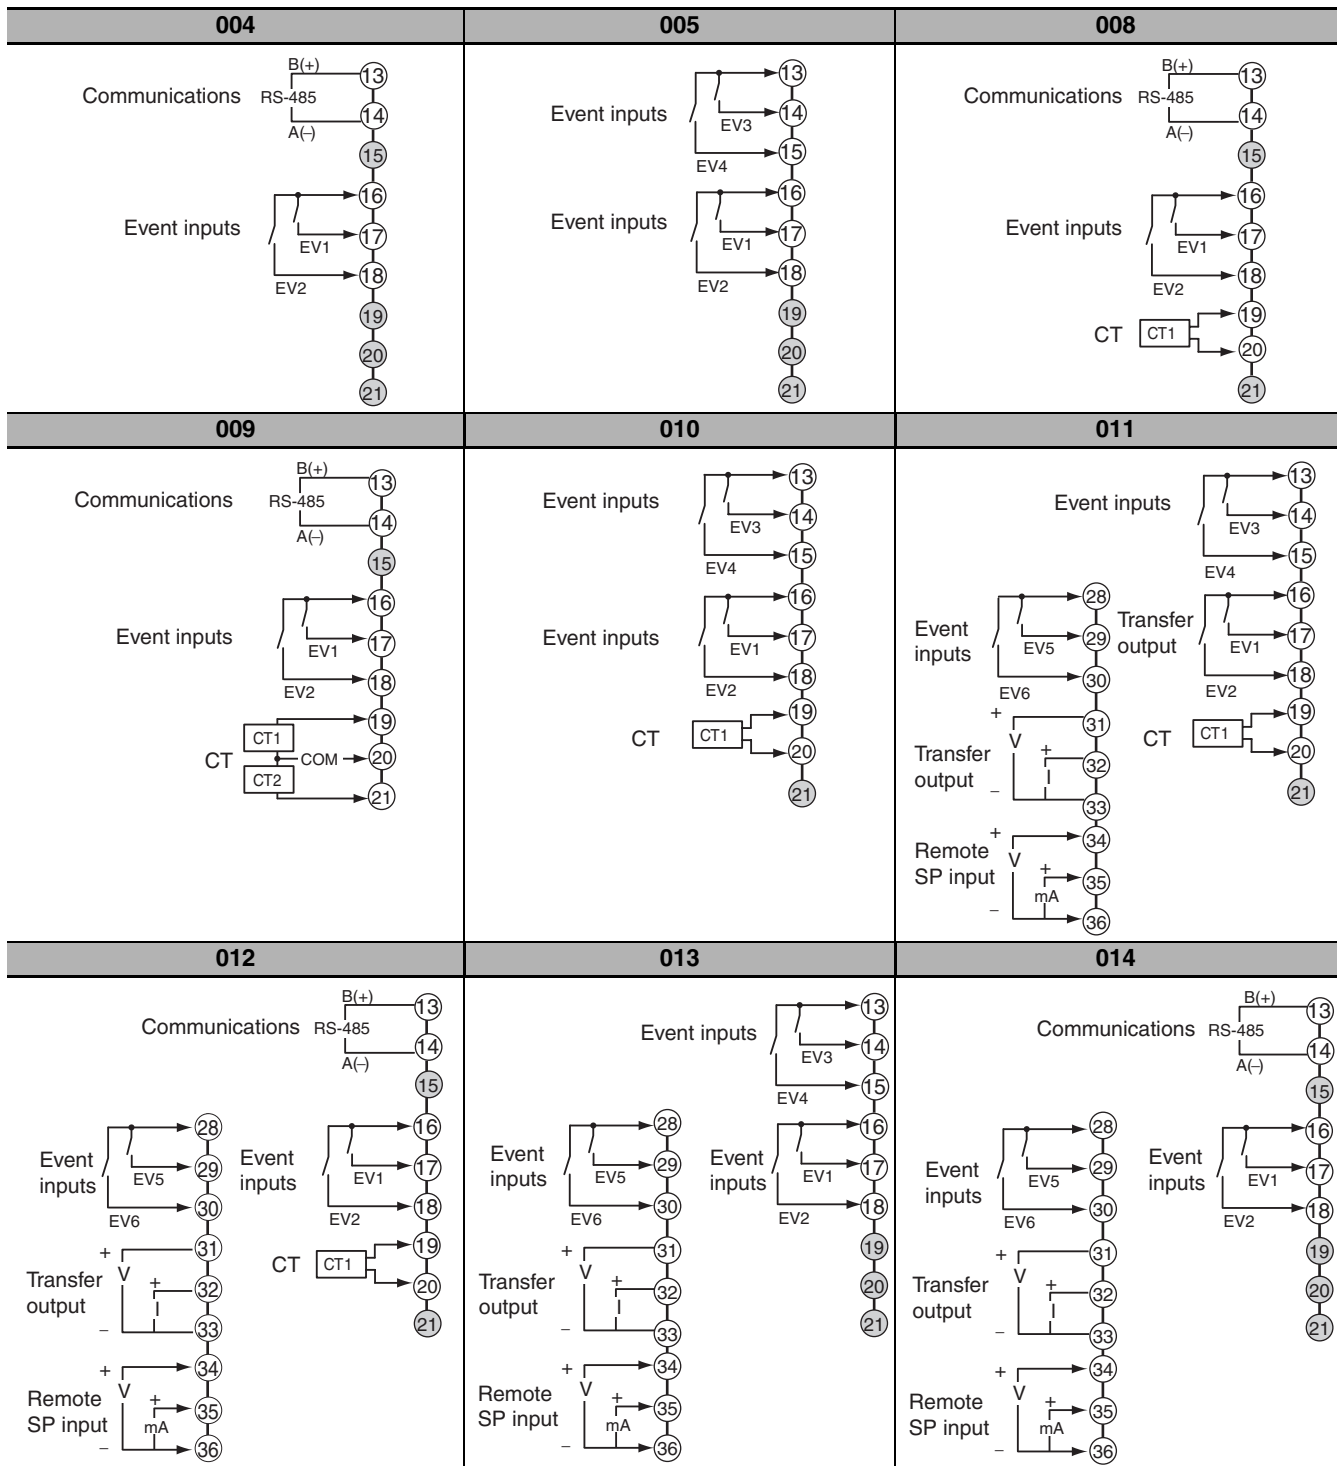 004
B(+)
13
Communications RS-485
14
A(–)
15
16
Event inputs
17
EV1
18
EV2
19
20
21
005
13
Event inputs
14
EV3
15
EV4
16
Event inputs
17
EV1
18
EV2
19
20
21
008
B(+)
13
Communications RS-485
14
A(–)
15
16
Event inputs
17
EV1
18
EV2
19
CT CT1
20
21
009
B(+)
13
Communications RS-485
14
A(–)
15
16
Event inputs
17
EV1
18
EV2
19
CT1
CT COM 20
CT2
21
010
13
Event inputs
14
EV3
15
EV4
16
Event inputs
17
EV1
18
EV2
19
CT CT1
20
21
011
13
Event inputs
14
EV3
15
EV4
16
Transfer
output
17
EV1
18
EV2
19
CT CT1
20
21
28
Event
inputs
29
EV5
30
EV6
+
31
V
+
Transfer
output
32
I
–
33
+
34
V
Remote
SP input
+
35
mA
–
36
012
B(+)
13
Communications RS-485
14
A(–)
15
16
Event
inputs
17
EV1
18
EV2
19
CT CT1
20
21
28
Event
inputs
29
EV5
30
EV6
+
31
V
+
Transfer
output
32
I
–
33
+
34
V
Remote
SP input
+
35
mA
–
36
013
13
Event inputs
14
EV3
15
EV4
16
Event
inputs
17
EV1
18
EV2
19
20
21
28
Event
inputs
29
EV5
30
EV6
+
31
V
+
Transfer
output
32
I
–
33
+
34
V
Remote
SP input
+
35
mA
–
36
014
B(+)
13
Communications RS-485
14
A(–)
15
16
Event
inputs
17
EV1
18
EV2
19
20
21
28
Event
inputs
29
EV5
30
EV6
+
31
V
+
Transfer
output
32
I
–
33
+
34
V
Remote
SP input
+
35
mA
–
36